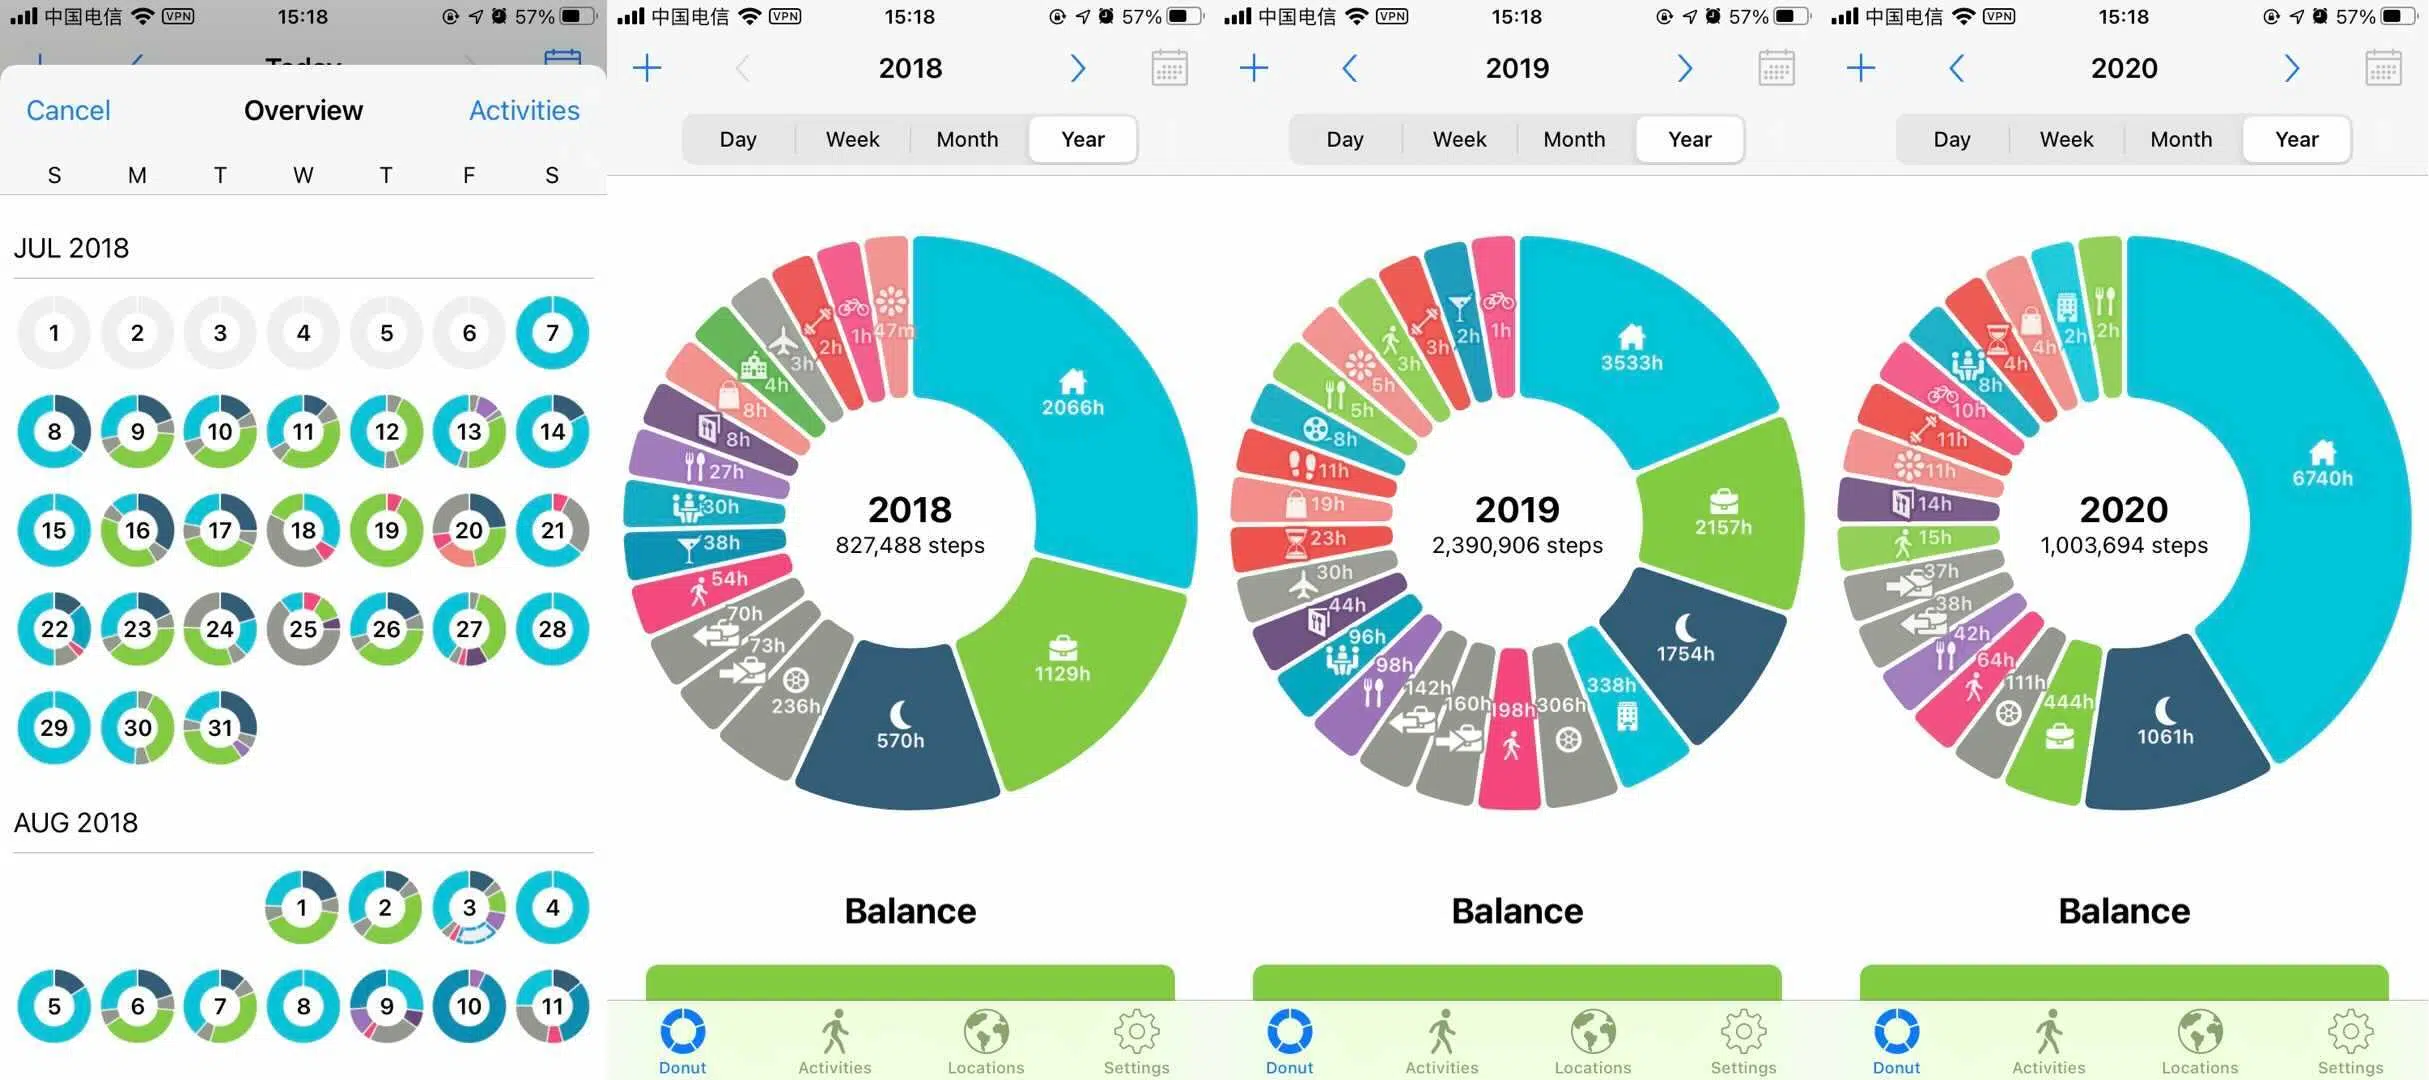 中国电信 VPN 15:18 57%
Today
Cancel Overview Activities
S M T W T F S
JUL 2018
1 2 3 4 5 6 7
8 9 10 11 12 13 14
15 16 17 18 19 20 21
22 23 24 25 26 27 28
29 30 31
AUG 2018
1 2 3 4
5 6 7 8 9 10 11
中国电信 VPN 15:18 57%
2018
Day Week Month Year
2066h
1129h
570h
236h
73h
70h
54h
38h
30h
27h
8h
8h
4h
3h
2h
1h
47m
2018
827,488 steps
Balance
Donut Activities Locations Settings
中国电信 VPN 15:18 57%
2019
Day Week Month Year
3533h
2157h
1754h
338h
306h
198h
160h
142h
98h
96h
44h
30h
23h
19h
11h
8h
5h
5h
3h
3h
2h
1h
2019
2,390,906 steps
Balance
Donut Activities Locations Settings
中国电信 VPN 15:18 57%
2020
Day Week Month Year
6740h
1061h
444h
111h
64h
42h
38h
37h
15h
14h
11h
11h
10h
8h
4h
4h
2h
2h
2020
1,003,694 steps
Balance
Donut Activities Locations Settings